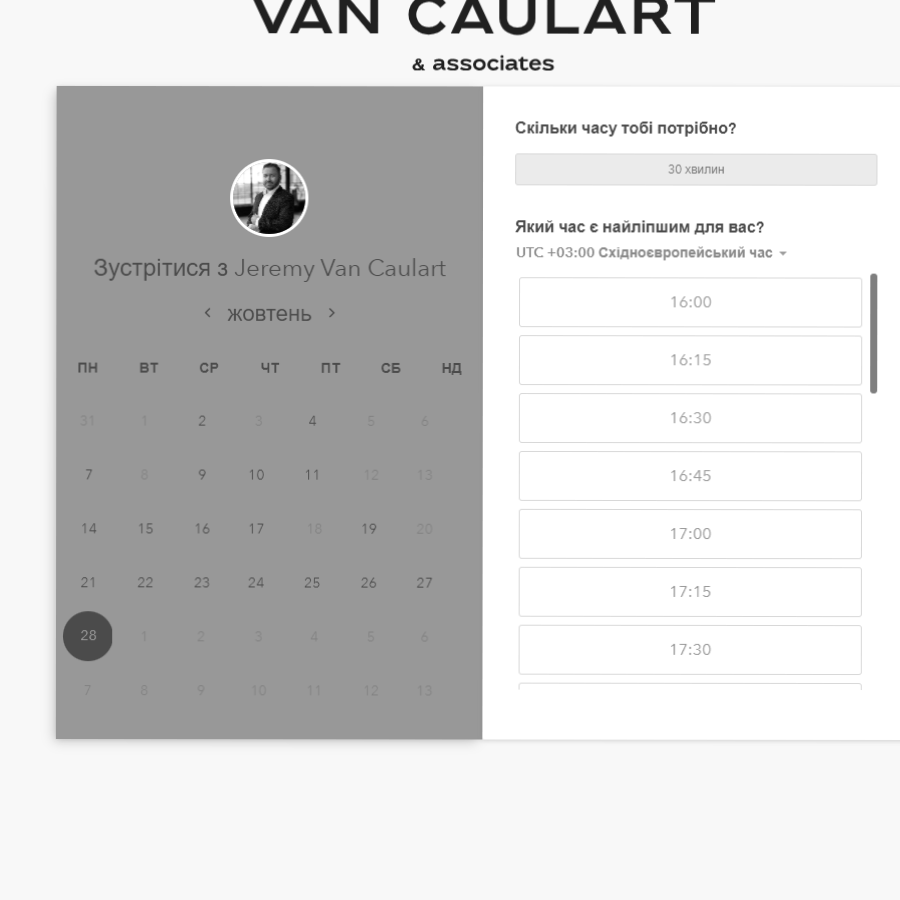 VAN CAULART
& associates
Зустрітися з Jeremy Van Caulart
жовтень
ПН ВТ СР ЧТ ПТ СБ НД
31 1 2 3 4 5 6
7 8 9 10 11 12 13
14 15 16 17 18 19 20
21 22 23 24 25 26 27
28 1 2 3 4 5 6
7 8 9 10 11 12 13
Скільки часу тобі потрібно?
30 хвилин
Який час є найліпшим для вас?
UTC +03:00 Східноєвропейський час
16:00
16:15
16:30
16:45
17:00
17:15
17:30